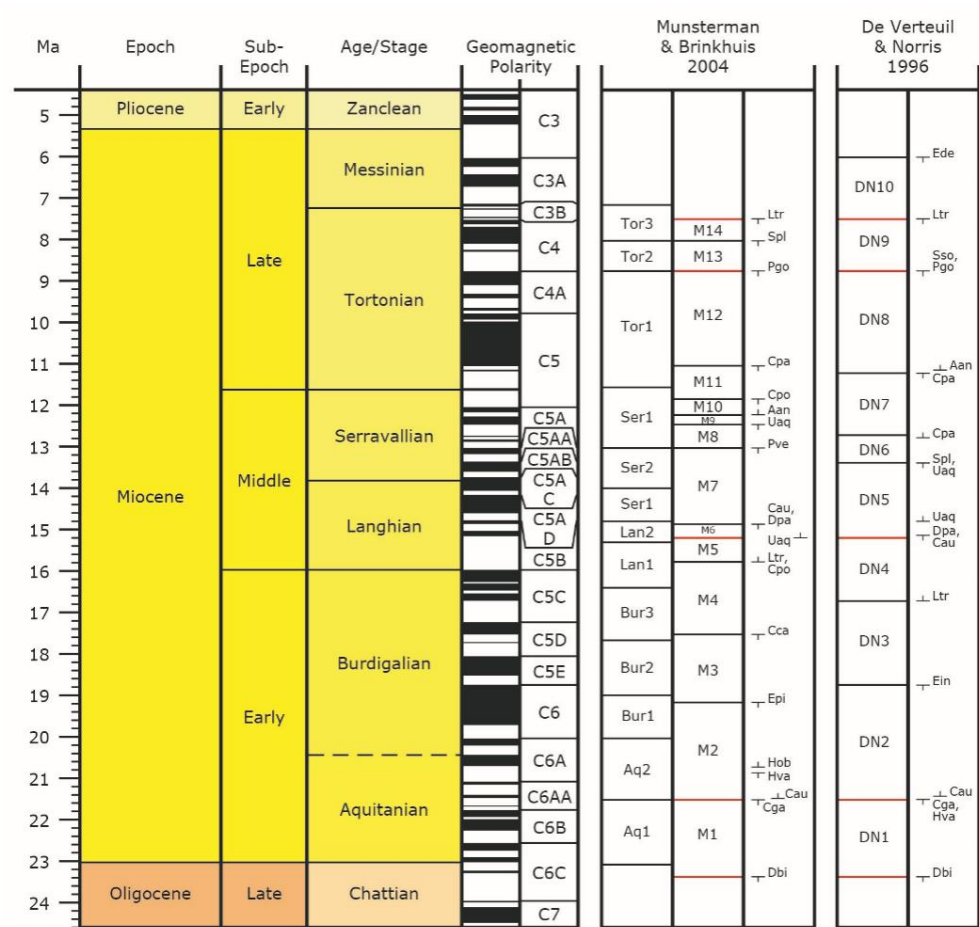 Ma
Epoch
Sub-
Epoch
Age/Stage
Geomagnetic
Polarity
Munsterman
& Brinkhuis
2004
De Verteuil
& Norris
1996
5
6
7
8
9
10
11
12
13
14
15
16
17
18
19
20
21
22
23
24
Pliocene
Miocene
Oligocene
Early
Late
Middle
Early
Late
Zanclean
Messinian
Tortonian
Serravallian
Langhian
Burdigalian
Aquitanian
Chattian
C3
C3A
C3B
C4
C4A
C5
C5A
C5AA
C5AB
C5A
C
C5A
D
C5B
C5C
C5D
C5E
C6
C6A
C6AA
C6B
C6C
C7
Tor3
Tor2
Tor1
Ser1
Ser2
Ser1
Lan2
Lan1
Bur3
Bur2
Bur1
Aq2
Aq1
M14
M13
M12
M11
M10
M9
M8
M7
M6
M5
M4
M3
M2
M1
Ltr
Spl
Pgo
Cpa
Cpo
Aan
Uaq
Pve
Cau,
Dpa
Uaq
Ltr,
Cpo
Cca
Epi
Hob
Hva
Cau
Cga
Dbi
DN10
DN9
DN8
DN7
DN6
DN5
DN4
DN3
DN2
DN1
Ede
Ltr
Sso,
Pgo
Aan
Cpa
Cpa
Spl,
Uaq
Uaq
Dpa,
Cau
Ltr
Ein
Cau
Cga,
Hva
Dbi